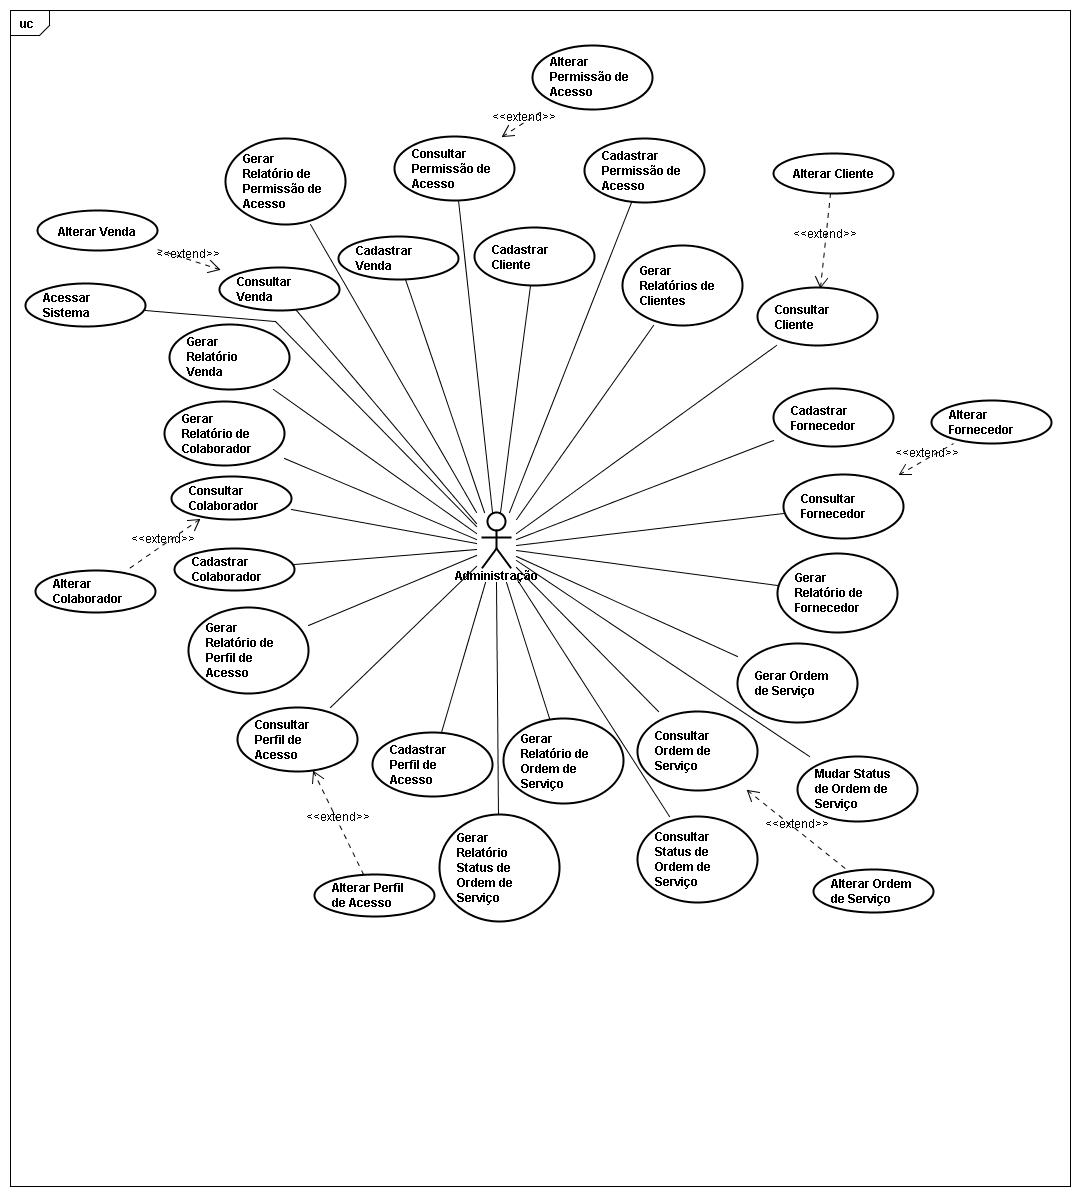 uc
Alterar
Permissão de
Acesso
<<extend>>
Gerar
Relatório de
Permissão de
Acesso
Consultar
Permissão de
Acesso
Cadastrar
Permissão de
Acesso
Alterar Cliente
<<extend>>
Alterar Venda
<<extend>>
Cadastrar
Venda
Cadastrar
Cliente
Gerar
Relatórios de
Clientes
Consultar
Venda
Consultar
Cliente
Acessar
Sistema
Gerar
Relatório
Venda
Gerar
Relatório de
Colaborador
Cadastrar
Fornecedor
Alterar
Fornecedor
<<extend>>
Consultar
Colaborador
Consultar
Fornecedor
<<extend>>
Alterar
Colaborador
Cadastrar
Colaborador
Administração
Gerar
Relatório de
Fornecedor
Gerar
Relatório de
Perfil de
Acesso
Gerar Ordem
de Serviço
Consultar
Perfil de
Acesso
Cadastrar
Perfil de
Acesso
Gerar
Relatório de
Ordem de
Serviço
Consultar
Ordem de
Serviço
Mudar Status
de Ordem de
Serviço
<<extend>>
<<extend>>
Gerar
Relatório
Status de
Ordem de
Serviço
Consultar
Status de
Ordem de
Serviço
Alterar Perfil
de Acesso
Alterar Ordem
de Serviço